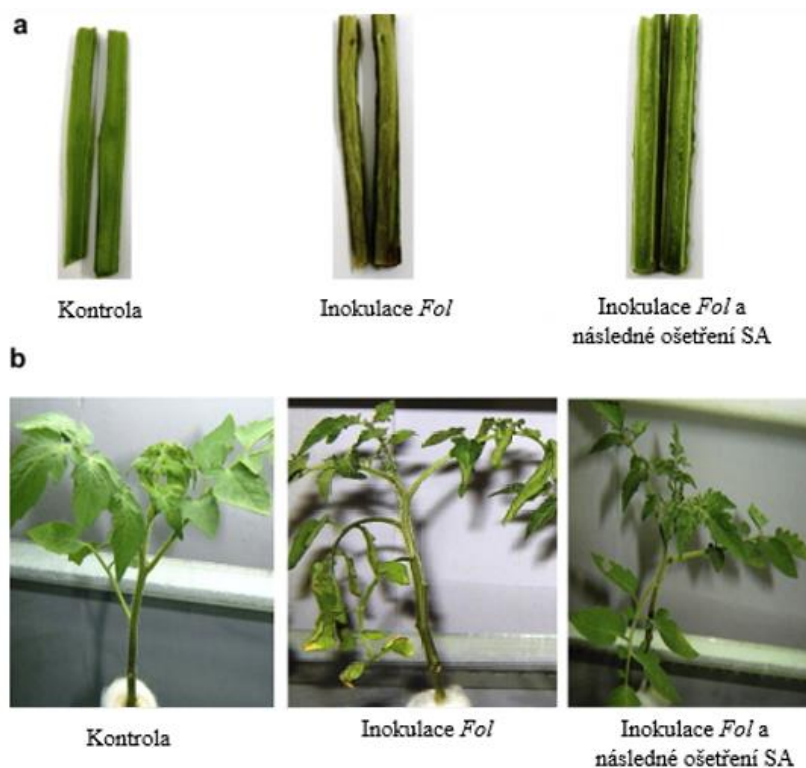 a
Kontrola
Inokulace Fol
Inokulace Fol a
následné ošetření SA
b
Kontrola
Inokulace Fol
Inokulace Fol a
následné ošetření SA